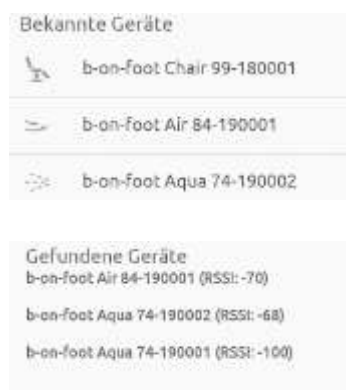 Bekannte Geräte
b-on-foot Chair 99-180001
b-on-foot Air 84-190001
b-on-foot Aqua 74-190002
Gefundene Geräte
b-on-foot Air 84-190001 (RSSI: -70)
b-on-foot Aqua 74-190002 (RSSI: -68)
b-on-foot Aqua 74-190001 (RSSI: -100)